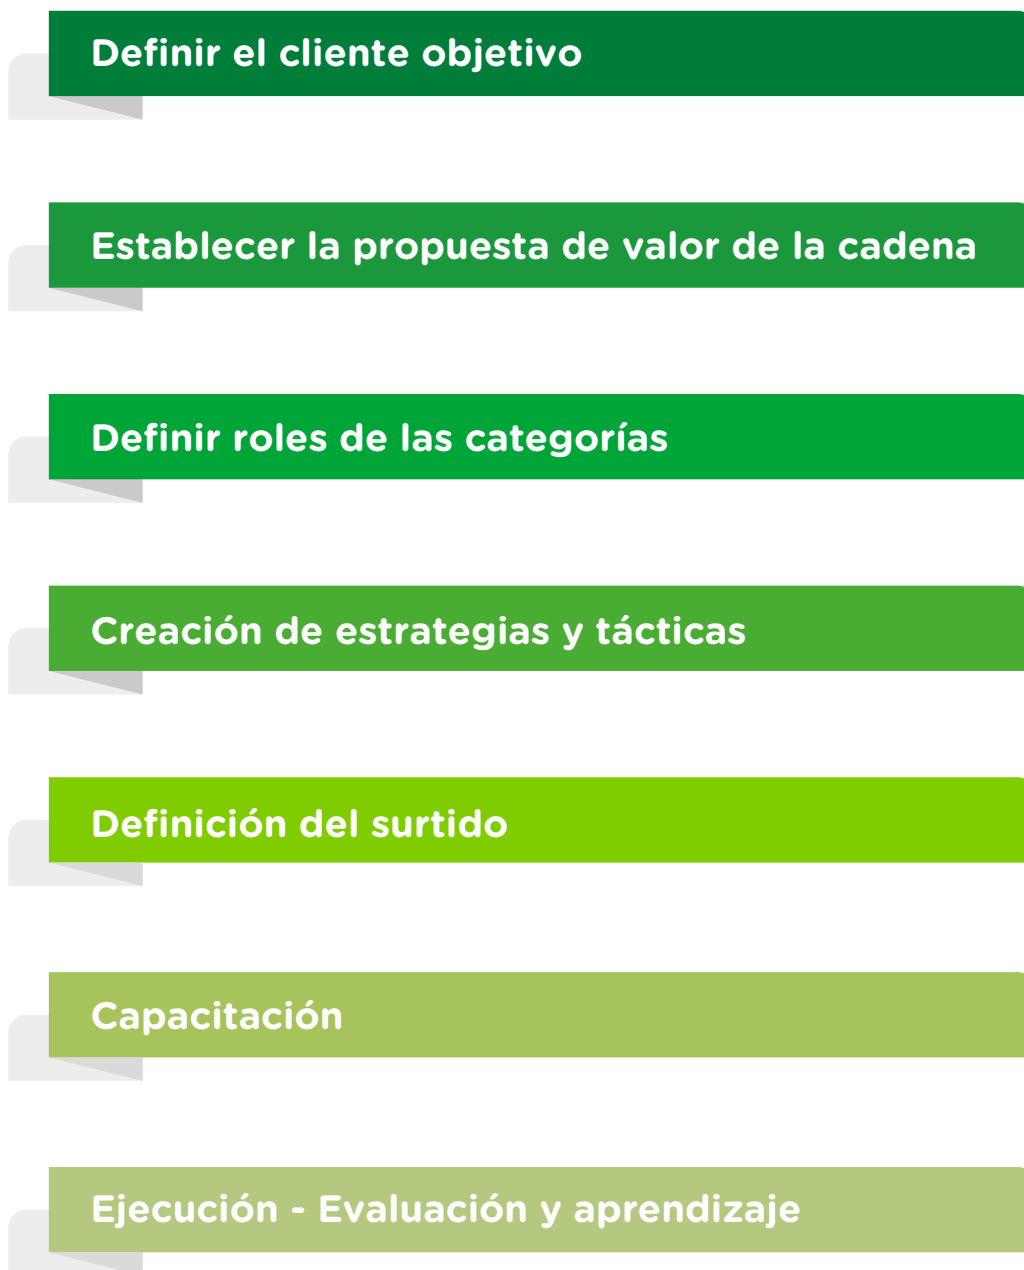 Definir el cliente objetivo
Establecer la propuesta de valor de la cadena
Definir roles de las categorías
Creación de estrategias y tácticas
Definición del surtido
Capacitación
Ejecución - Evaluación y aprendizaje